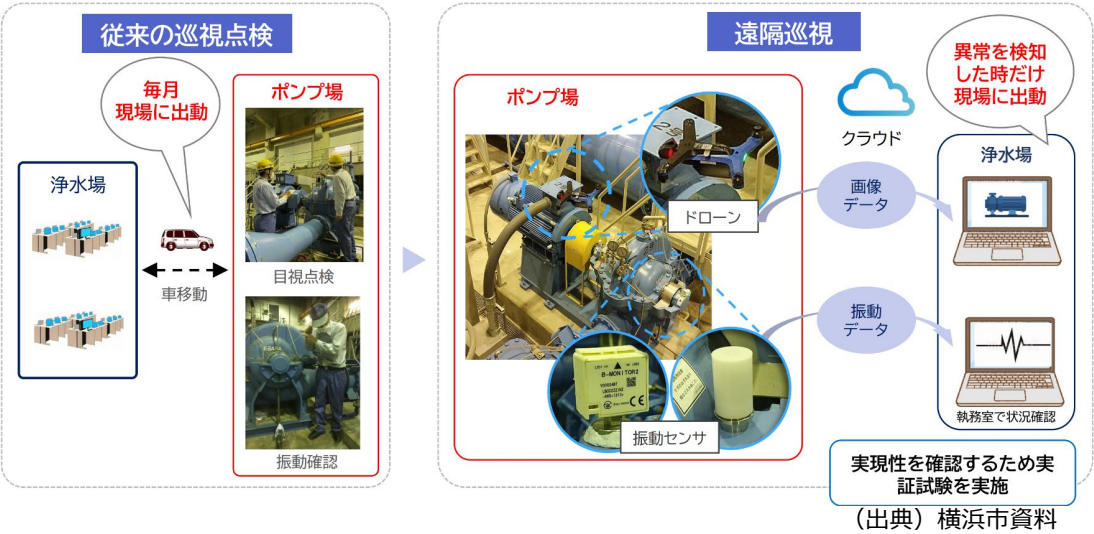 従来の巡視点検
毎月
現場に出動
浄水場
車移動
ポンプ場
目視点検
振動確認
遠隔巡視
ポンプ場
ドローン
B-MONITOR2
CE
振動センサ
クラウド
画像
データ
振動
データ
異常を検知
した時だけ
現場に出動
浄水場
執務室で状況確認
実現性を確認するため実
証試験を実施
（出典）横浜市資料